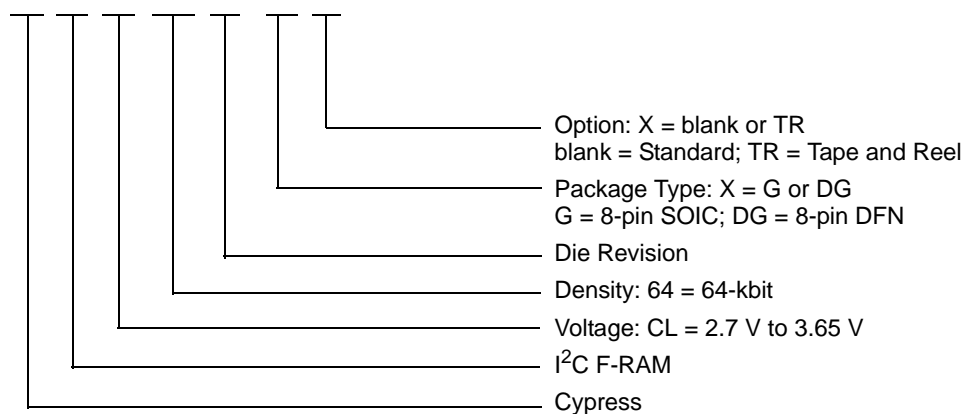 Option: X = blank or TR
blank = Standard; TR = Tape and Reel
Package Type: X = G or DG
G = 8-pin SOIC; DG = 8-pin DFN
Die Revision
Density: 64 = 64-kbit
Voltage: CL = 2.7 V to 3.65 V
I²C F-RAM
Cypress